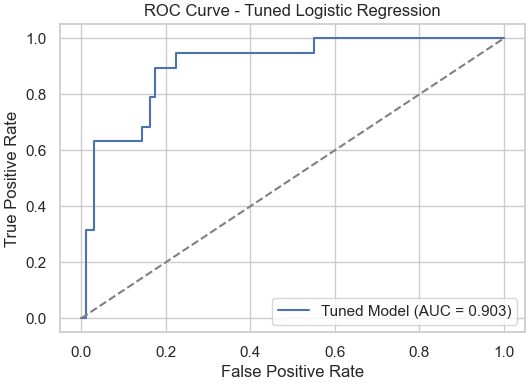 ROC Curve - Tuned Logistic Regression
1.0
0.8
0.6
0.4
0.2
0.0
True Positive Rate
Tuned Model (AUC = 0.903)
0.0 0.2 0.4 0.6 0.8 1.0
False Positive Rate